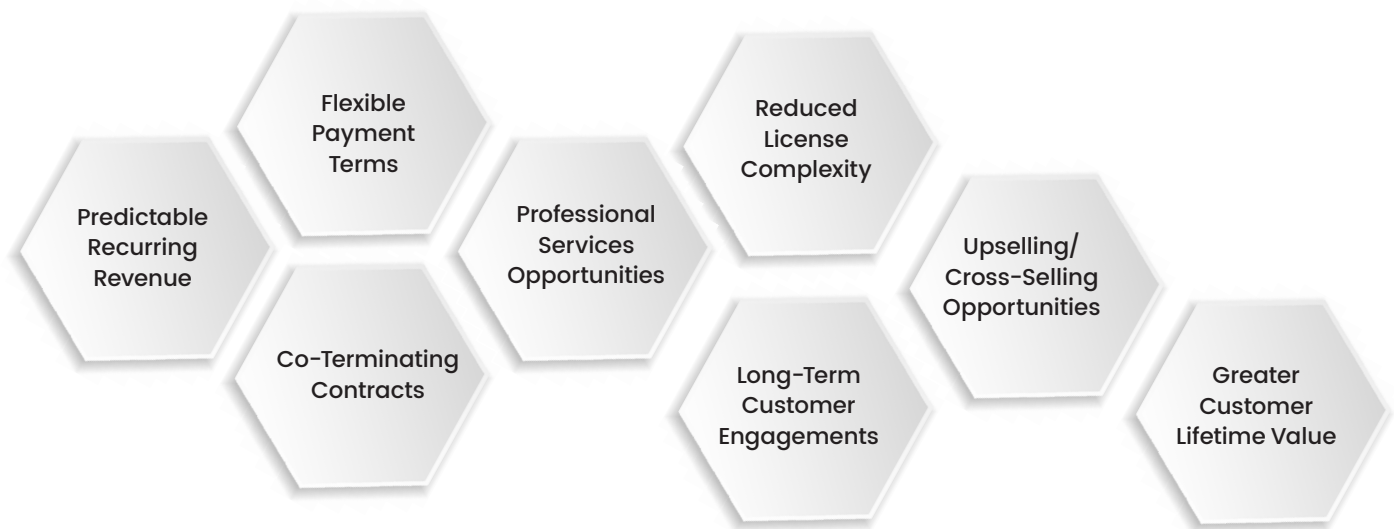 Predictable
Recurring
Revenue
Flexible
Payment
Terms
Co-Terminating
Contracts
Professional
Services
Opportunities
Reduced
License
Complexity
Long-Term
Customer
Engagements
Upselling/
Cross-Selling
Opportunities
Greater
Customer
Lifetime Value